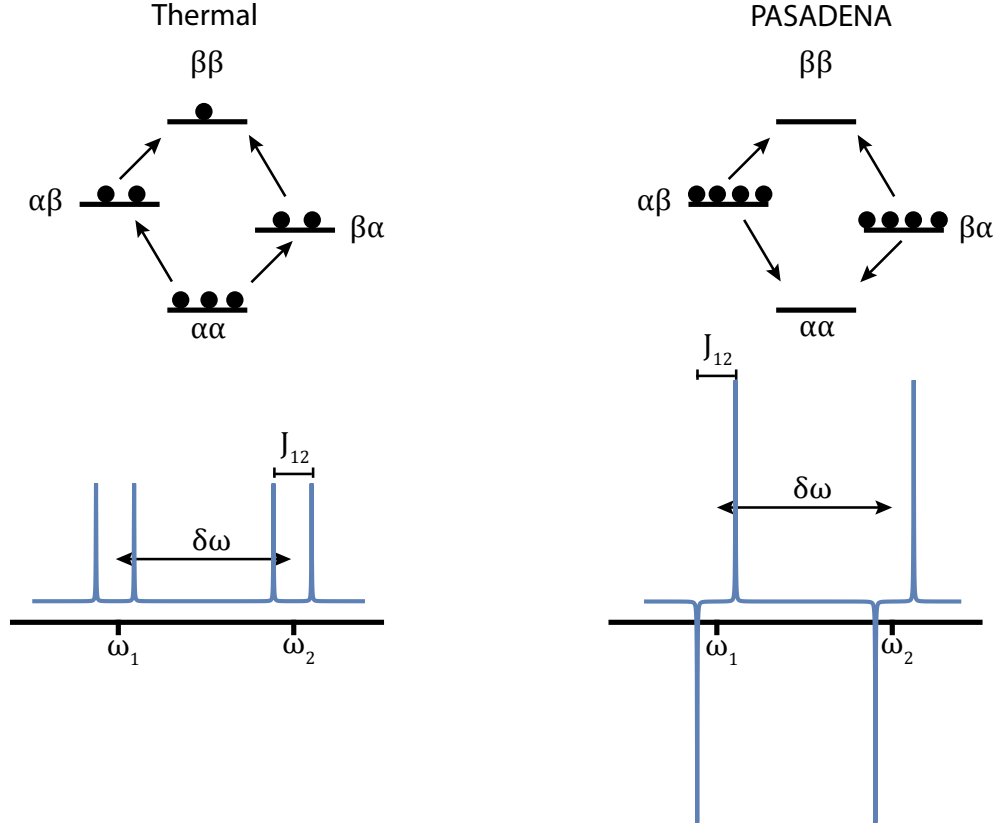 Thermal
ββ
αβ
βα
αα
J₁₂
δω
ω₁
ω₂
PASADENA
ββ
αβ
βα
αα
J₁₂
δω
ω₁
ω₂